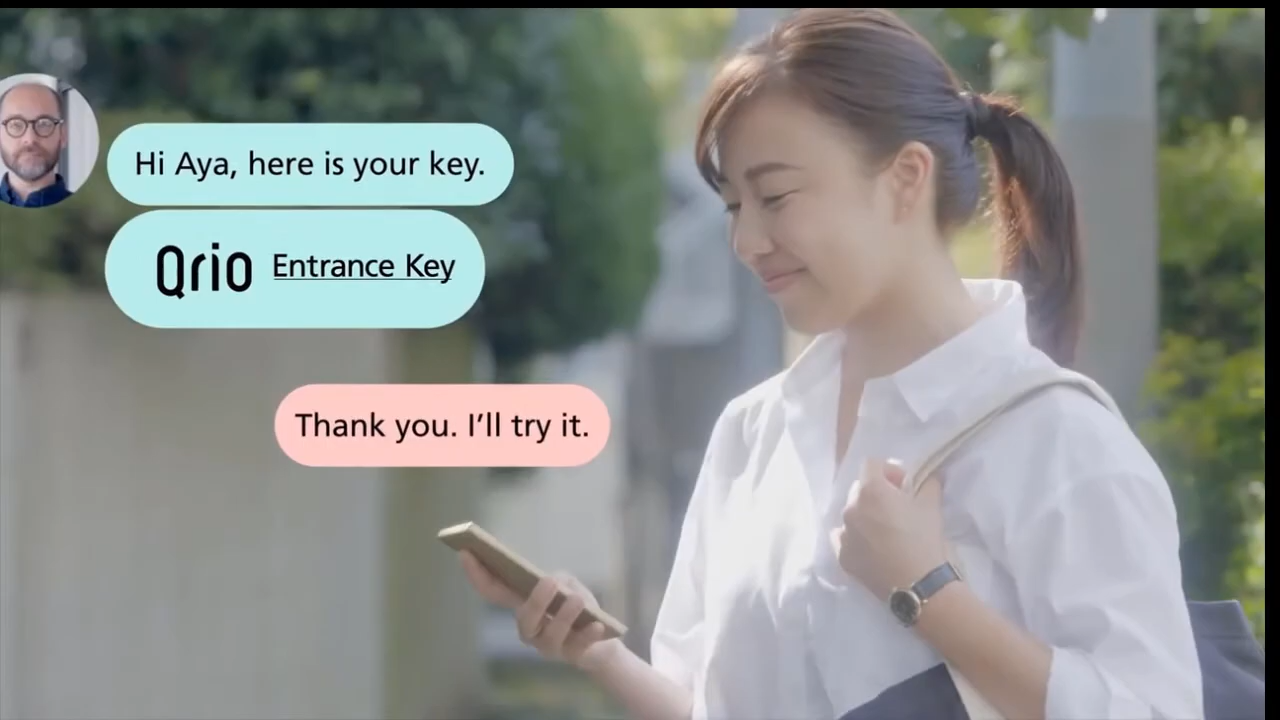 Hi Aya, here is your key.
Qrio Entrance Key
Thank you. I'll try it.